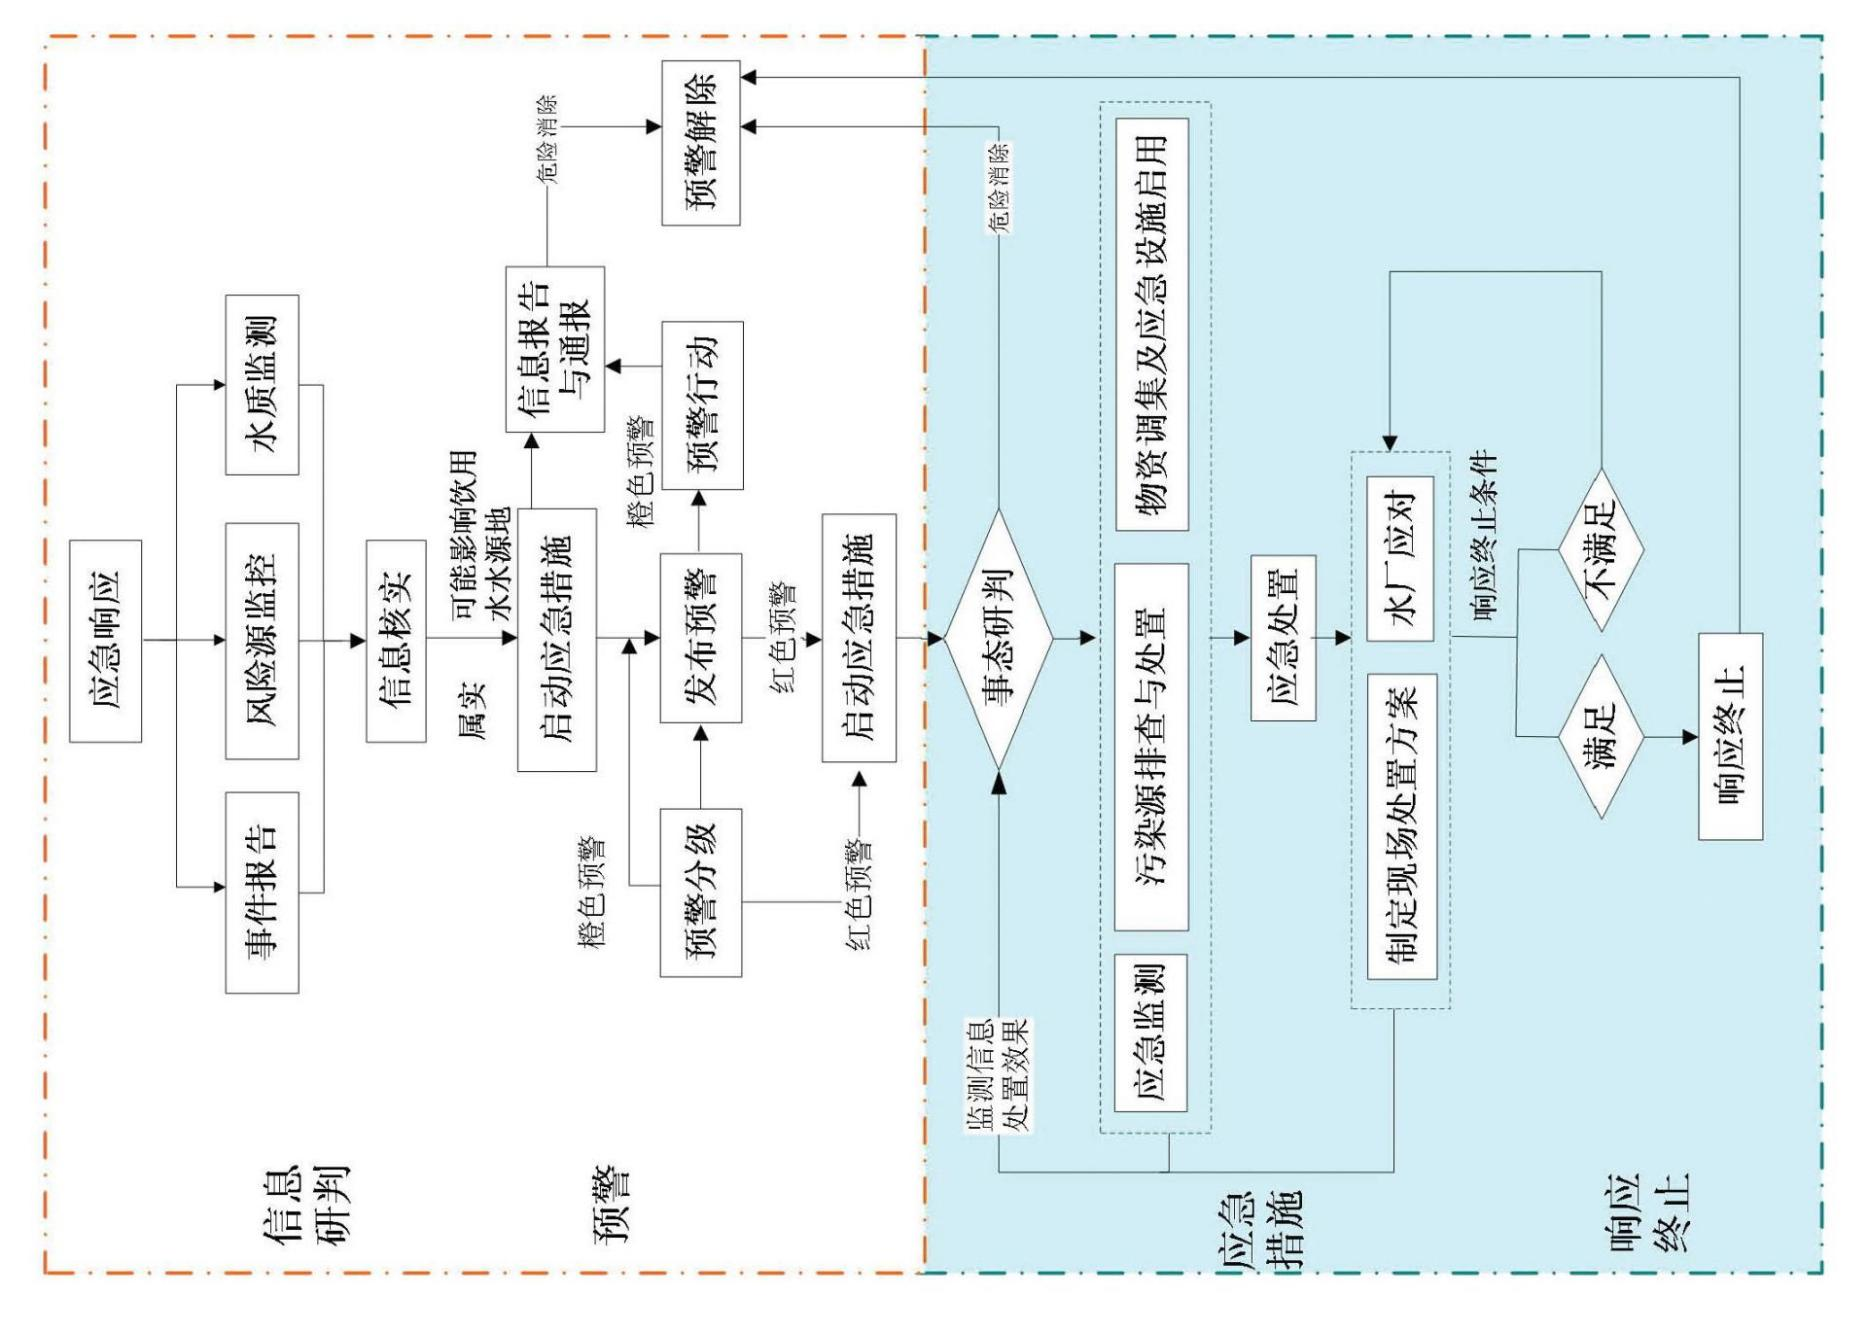 应急响应
事件报告
风险源监控
水质监测
信息核实
信息
研判
属实
可能影响饮用
水水源地
启动应急措施
信息报告
与通报
危险消除
预警解除
橙色预警
预警分级
发布预警
橙色预警
预警行动
预警
红色预警
红色预警
启动应急措施
监测信息
处置效果
事态研判
危险消除
应急监测
污染源排查与处置
物资调集及应急设施启用
应急
措施
应急处置
制定现场处置方案
水厂应对
响应终止条件
满足
不满足
响应终止
响应
终止